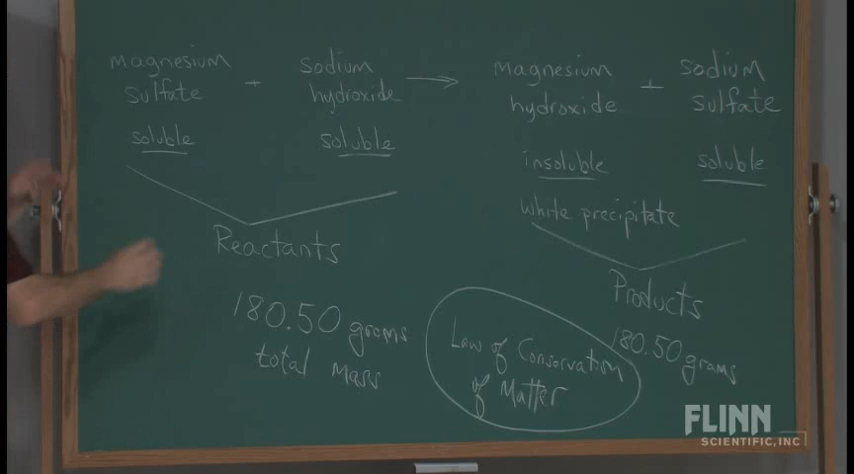 magnesium + sodium → magnesium + sodium
sulfate hydroxide hydroxide sulfate
soluble soluble insoluble soluble
white precipitate
Reactants
Products
180.50 grams
total Mass
Law of Conservation
of Matter
180.50 grams
FLINN
SCIENTIFIC, INC